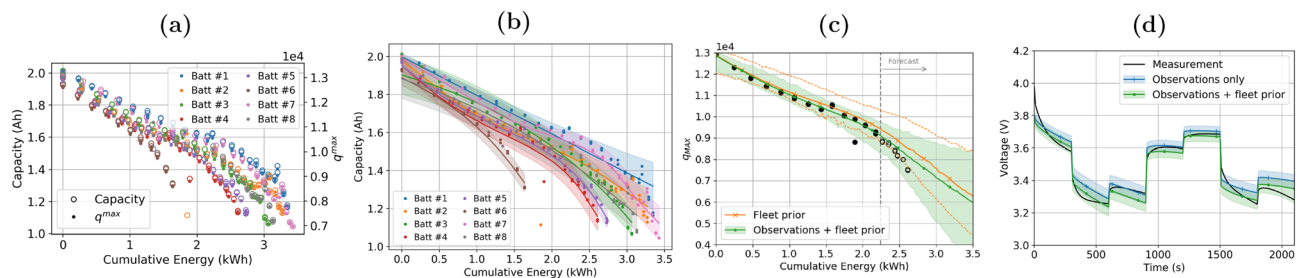 (a)
1e4
Capacity (Ah)
2.0
1.8
1.6
1.4
1.2
1.0
Batt #1
Batt #2
Batt #3
Batt #4
Batt #5
Batt #6
Batt #7
Batt #8
Capacity
q^max
1.3
1.2
1.1
1.0
0.9
0.8
0.7
q^max
0 1 2 3
Cumulative Energy (kWh)
(b)
Capacity (Ah)
2.2
2.0
1.8
1.6
1.4
1.2
1.0
Batt #1
Batt #2
Batt #3
Batt #4
Batt #5
Batt #6
Batt #7
Batt #8
0.0 0.5 1.0 1.5 2.0 2.5 3.0 3.5
Cumulative Energy (kWh)
(c)
1e4
q_MAX
1.3
1.2
1.1
1.0
0.9
0.8
0.7
0.6
0.5
0.4
Forecast
Fleet prior
Observations + fleet prior
0.0 0.5 1.0 1.5 2.0 2.5 3.0 3.5
Cumulative Energy (kWh)
(d)
Voltage (V)
4.2
4.0
3.8
3.6
3.4
3.2
3.0
Measurement
Observations only
Observations + fleet prior
0 500 1000 1500 2000
Time (s)